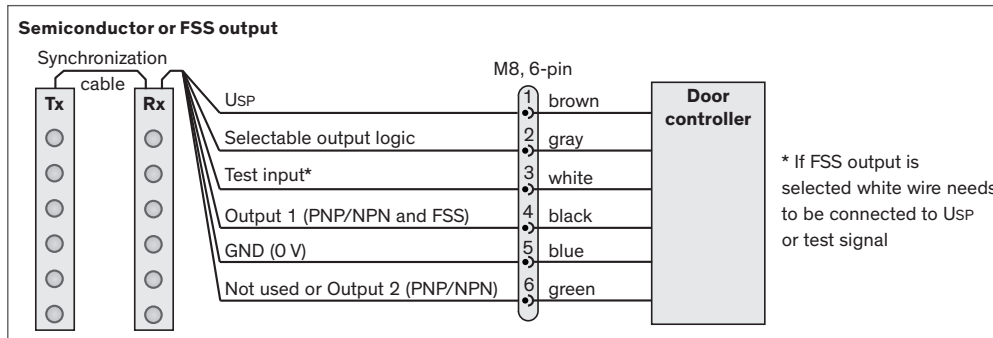 Semiconductor or FSS output
Synchronization
cable
Tx
Rx
M8, 6-pin
USP
1
brown
Selectable output logic
2
gray
Test input*
3
white
Output 1 (PNP/NPN and FSS)
4
black
GND (0 V)
5
blue
Not used or Output 2 (PNP/NPN)
6
green
Door
controller
* If FSS output is
selected white wire needs
to be connected to USP
or test signal